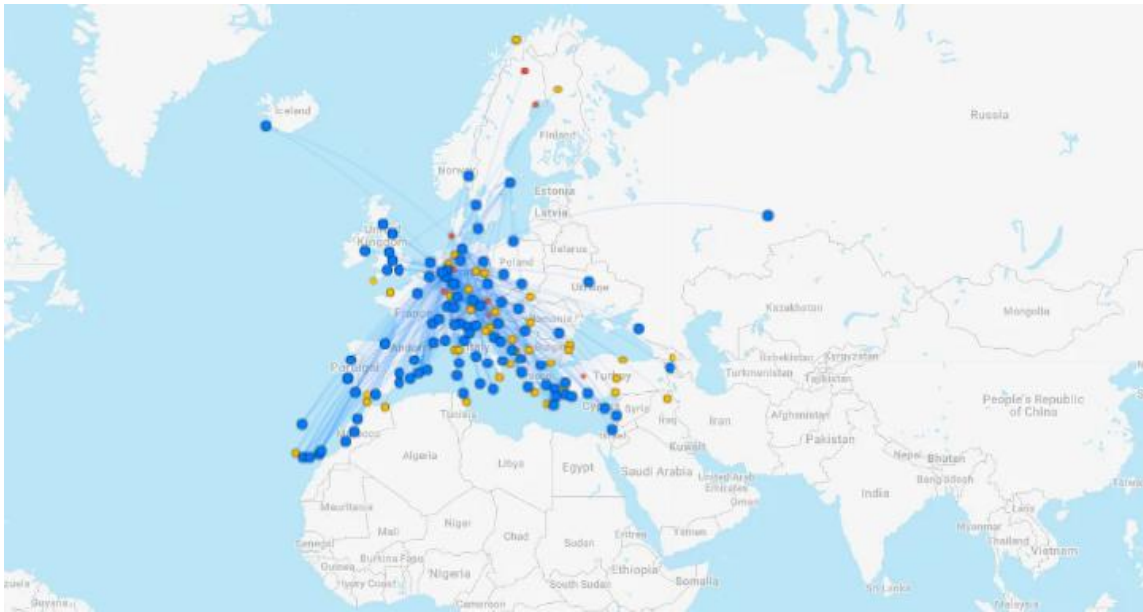 Iceland
Russia
Finland
Norway
Estonia
Latvia
United
Kingdom
Belarus
Poland
Ukraine
Kazakhstan
Mongolia
France
Romania
Italy
Uzbekistan
Kyrgyzstan
Turkmenistan
Tajikistan
Portugal
Turkey
People's Republic
of China
Tunisia
Syria
Iraq
Iran
Afghanistan
Morocco
Israel
Pakistan
Kuwait
Algeria
Libya
Egypt
Nepal
Bhutan
Saudi Arabia
United Arab
Emirates
Bangladesh
Oman
India
Mauritania
Myanmar
Laos
Mali
Niger
Chad
Sudan
Eritrea
Yemen
Thailand
Vietnam
Senegal
Burkina Faso
Guinea
Nigeria
Ethiopia
Ivory Coast
South Sudan
Somalia
Sri Lanka
Cameroon
Malaysia
Guyana